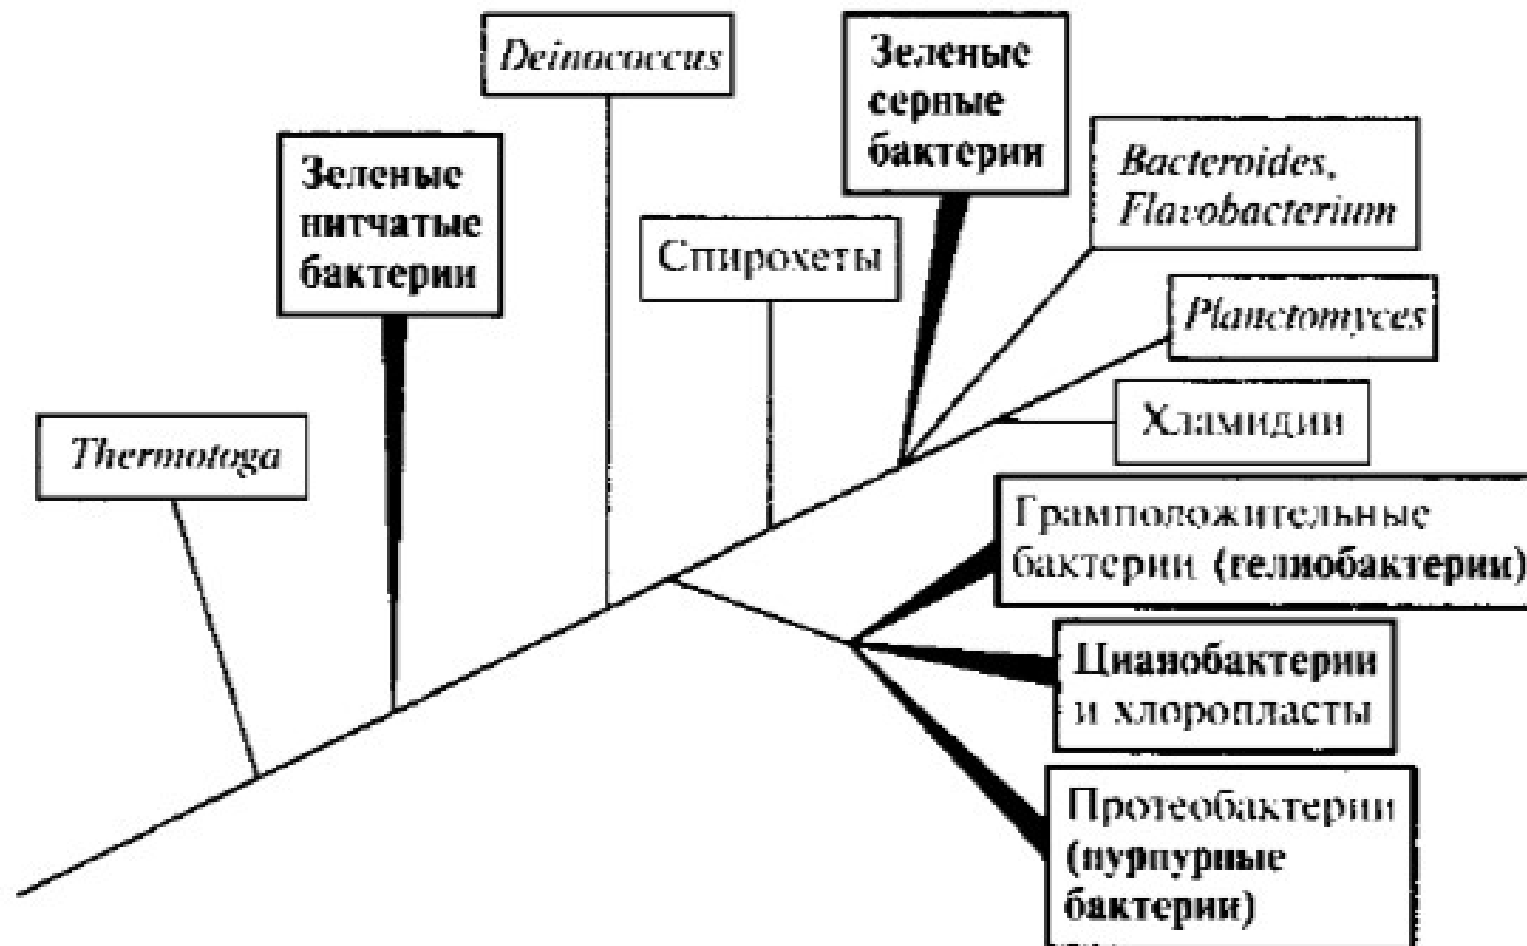 Deinococcus
Зеленые
серные
бактерии
Зеленые
нитчатые
бактерии
Bacteroides,
Flavobacterium
Спирохеты
Planctomyces
Хламидии
Thermotoga
Грамположительные
бактерии (гелиобактерии)
Цианобактерии
и хлоропласты
Протеобактерии
(пурпурные
бактерии)